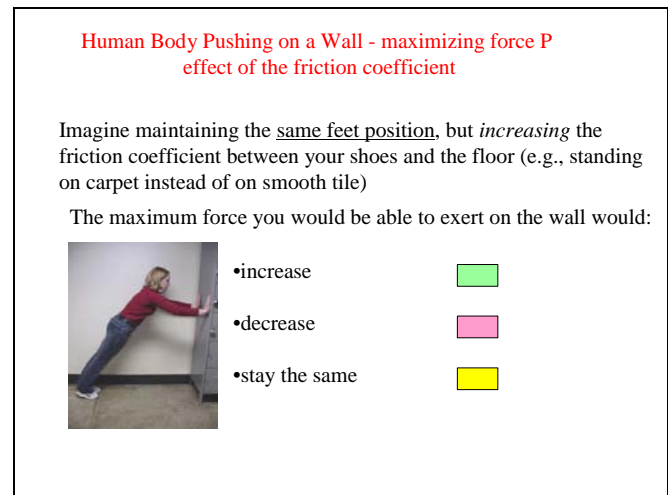 Human Body Pushing on a Wall - maximizing force P
effect of the friction coefficient
Imagine maintaining the same feet position, but increasing the
friction coefficient between your shoes and the floor (e.g., standing
on carpet instead of on smooth tile)
The maximum force you would be able to exert on the wall would:
•increase
•decrease
•stay the same